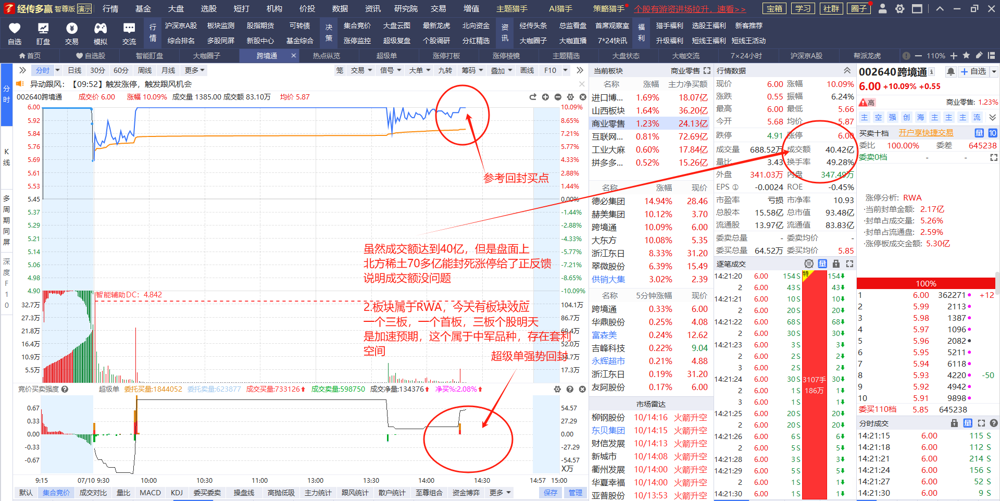 经传多赢 智尊版 演示 行情 基金 大盘 选股 短打 机构 价投 数据 资讯 研究院 交易 增值 主题猎手 AI猎手 策略猎手 个股有游资进场拉升，速看>> 宝箱 学习 社群 圈子
自选 盯盘 交易 模拟 交流
行情 沪深京A股 板块监测 股指期货 可转债 决策 集合竞价 大盘云图 最新龙虎 北向资金 资讯 经传头条 总监看盘 首席观察室 福利 猎手福利 选股王福利 新客推荐
综合排名 多股同屏 新股中心 基金综合 涨停监控 超级复盘 个股调研 分红精选 大咖圈子 大咖直播 7*24快讯 升级福利 短线王福利 短线王活动
首页 自选股 智能盯盘 大咖圈子 跨境通 × 热点纵览 超级单 涨停打板 涨停棱镜 主题精选 大盘状态 大咖交流 7×24小时 沪深京A股 帮派龙虎 110%
分时
K线
多周期同屏
深度F10
分时 日线 30分 60分 周线 月线 更多 笼 交易 信号 大单 九转 筹码 叠加 画线 F10
异动跟风：【09:52】触发涨停，触发跟风机会
002640跨境通 成交价 6.00 涨幅 10.09% 成交量 1385.00 成交额 83.10万 均价 5.87
6.00 10.09%
5.92 8.65%
5.84 7.21%
5.76 5.77%
5.69 4.33%
5.61 2.88%
5.53 1.44%
5.45 0.00%
5.37 -1.44%
5.29 -2.88%
5.21 -4.33%
5.14 -5.77%
5.06 -7.21%
4.98 -8.65%
4.90 -10.09%
智能辅助DC：4.842
32.7万 104.1万
27.3万 86.7万
21.8万 69.4万
16.4万 52.0万
10.9万 34.7万
5.5万 17.3万
参考回封买点
虽然成交额达到40亿，但是盘面上
北方稀土70多亿能封死涨停给了正反馈
说明成交额没问题
2.板块属于RWA，今天有板块效应
一个三板，一个首板，三板个股明天
是加速预期，这个属于中军品种，存在套利
空间
超级单强势回封
竞价买卖强度 超级单 委托买量:1844052 委托卖量:623877 成交买量:733126 成交卖量:598750 成交净量:134376 净买%:2.08%
0.67 54.57
0.33 27.29
0.00 0.00
-0.33 -27.29
-0.67 -54.57
X万
9:15 07/10 9:30 10:00 10:30 11:00 13:00 13:30 14:00 14:30 14:57 15:00
默认 集合竞价 成交对比 量比 MACD KDJ 委买委卖 操盘线 高抛低吸 主力统计 跟风统计 散户统计 至尊组合 资金博弈 更多 保存 管理
当前板块 商业零售
名称 涨幅 主力净买额
进口博... 1.69% 18.07亿
山西板块 1.64% 36.20亿
商业零售 1.23% 24.13亿
互联网... 0.81% 72.69亿
工业大麻 0.60% 17.84亿
拼多多... 0.52% 15.26亿
名称 涨幅 现价
德必集团 14.94% 28.46
赫美集团 10.12% 3.70
跨境通 10.09% 6.00
大东方 10.08% 5.35
浙江东日 8.33% 31.20
翠微股份 6.39% 15.49
供销大集 3.02% 2.39
名称 5分钟涨幅 现价
跨境通 0.33% 6.00
华鼎股份 0.25% 4.08
富森美 0.24% 12.62
吉峰科技 0.22% 9.04
永辉超市 0.21% 4.88
浙江东日 0.19% 31.20
友阿股份 0.17% 6.00
市场雷达
柳钢股份 10/14:16 火箭升空
东贝集团 10/14:15 火箭升空
财信发展 10/14:13 火箭升空
新城市 10/14:08 火箭升空
衢州发展 10/14:00 火箭升空
华夏幸福 10/14:00 火箭升空
亚普股份 10/13:53 火箭升空
行情数据
现价 6.00 涨幅 10.09%
涨跌 0.55 振幅 6.24%
最高 6.00 最低 5.66
今开 5.68 均价 5.87
跌停 4.91 涨停 6.00
成交量 688.52万 成交额 40.42亿
量比 3.43 换手率 49.28%
外盘 341.03万 内盘 347.49万
EPS ① -0.0024 ROE -0.45%
市盈率 亏损 市净率 10.93
总股本 15.58亿 总市值 93.48亿
流通股 13.97亿 流通值 83.83亿
委卖总量 - 委卖均价 -
委买总量 64.52万 委买均价 5.85
逐笔成交 量
14:21:20 6.00 154 S 154
2 6.00 43 S 43
14:21:21 6.00 10 S 10
2 6.00 20 S 20
14:21:22 6.00 68 S 68
2 6.00 30 S 30
14:21:23 6.00 3 S 3
2 6.00 2 S 2
3 6.00 2 S 2
14:21:24 6.00 30 S 30
2 6.00 1 S 1
3 6.00 1 S 1
14:21:25 6.00 20 S 20
2 6.00 20 S 20
14:21:26 6.00 6 S 6
2 6.00 5 S 5
14:21:28 6.00 3 S 3
14:21:29 6.00 5 S 5
2 6.00 1 S 1
14:21:30 6.00 1 S 1
特
3107手
186万
002640跨境通 自选
6.00 +10.09% +0.55
高 商业零售: 1.23%
主 空 强 创 海 主 主 主 流
买卖十档 开户享快捷交易 量 10
委比 100.00% 委差 645238
委卖0档 - -
涨停分析: RWA
·当前封单金额: 2.17亿
·封单占成交量: 5.26%
·封单占流通盘: 2.59%
·涨停板成交金额: 5.30亿
100%
1 6.00 362271 +12
2 5.99 2113
3 5.98 1387
4 5.97 1096
5 5.96 2082
6 5.95 5211
7 5.94 6118
8 5.93 4220 -50
9 5.92 4942
10 5.91 9898
委买110档 5.85 645238
分时成交 量
14:21:15 6.00 115 S
14:21:18 6.00 112 S
14:21:21 6.00 214 S
14:21:24 6.00 156 S
14:21:27 6.00 52 S
14:21:30 6.00 9 S